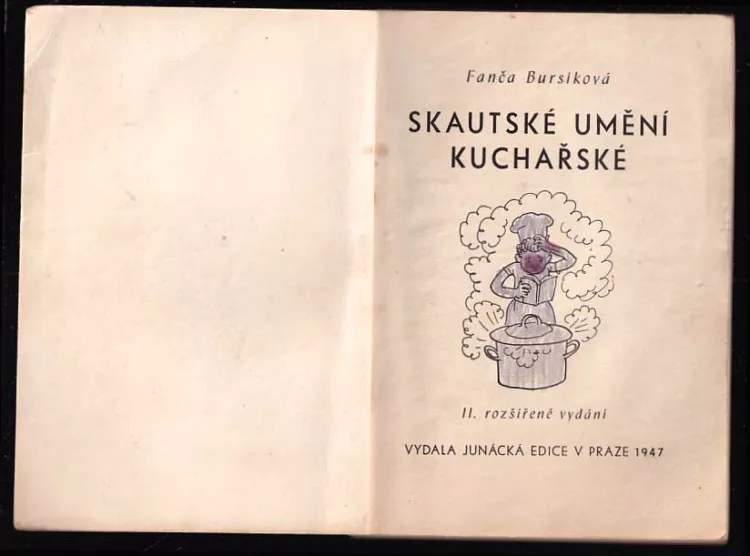 Fanča Bursíková
SKAUTSKÉ UMĚNÍ
KUCHAŘSKÉ
II. rozšířené vydání
VYDALA JUNÁCKÁ EDICE V PRAZE 1947